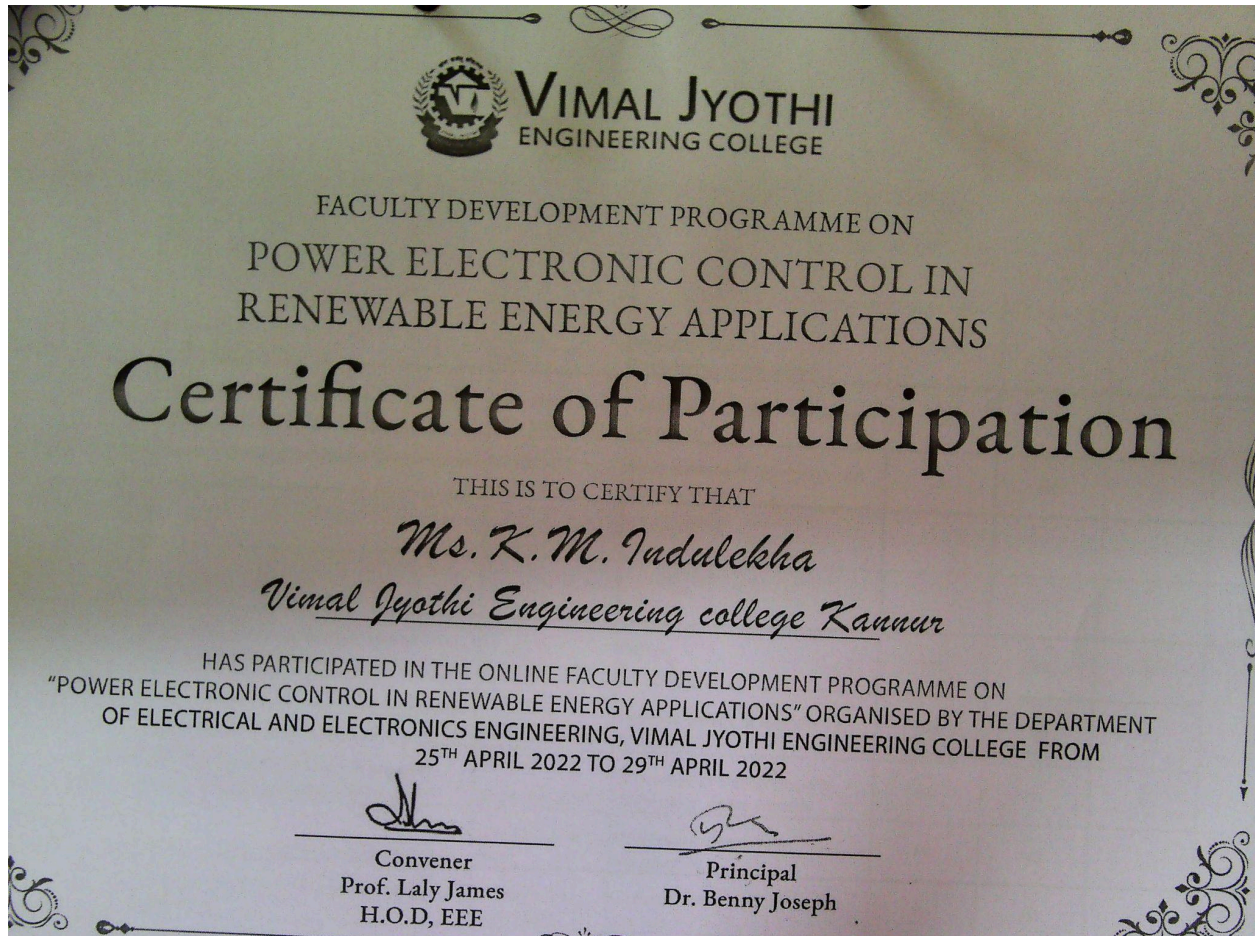 VIMAL JYOTHI
ENGINEERING COLLEGE
FACULTY DEVELOPMENT PROGRAMME ON
POWER ELECTRONIC CONTROL IN
RENEWABLE ENERGY APPLICATIONS
Certificate of Participation
THIS IS TO CERTIFY THAT
Ms. K.M. Indulekha
Vimal Jyothi Engineering college Kannur
HAS PARTICIPATED IN THE ONLINE FACULTY DEVELOPMENT PROGRAMME ON
“POWER ELECTRONIC CONTROL IN RENEWABLE ENERGY APPLICATIONS” ORGANISED BY THE DEPARTMENT
OF ELECTRICAL AND ELECTRONICS ENGINEERING, VIMAL JYOTHI ENGINEERING COLLEGE FROM
25TH APRIL 2022 TO 29TH APRIL 2022
Convener
Prof. Laly James
H.O.D, EEE
Principal
Dr. Benny Joseph